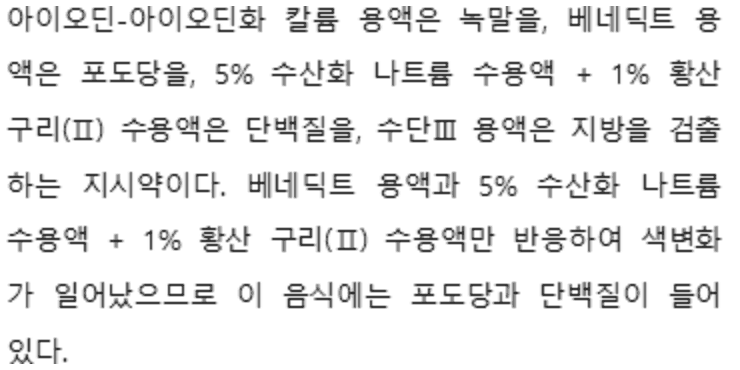 아이오딘-아이오딘화 칼륨 용액은 녹말을, 베네딕트 용
액은 포도당을, 5% 수산화 나트륨 수용액 + 1% 황산
구리(Ⅱ) 수용액은 단백질을, 수단Ⅲ 용액은 지방을 검출
하는 지시약이다. 베네딕트 용액과 5% 수산화 나트륨
수용액 + 1% 황산 구리(Ⅱ) 수용액만 반응하여 색변화
가 일어났으므로 이 음식에는 포도당과 단백질이 들어
있다.